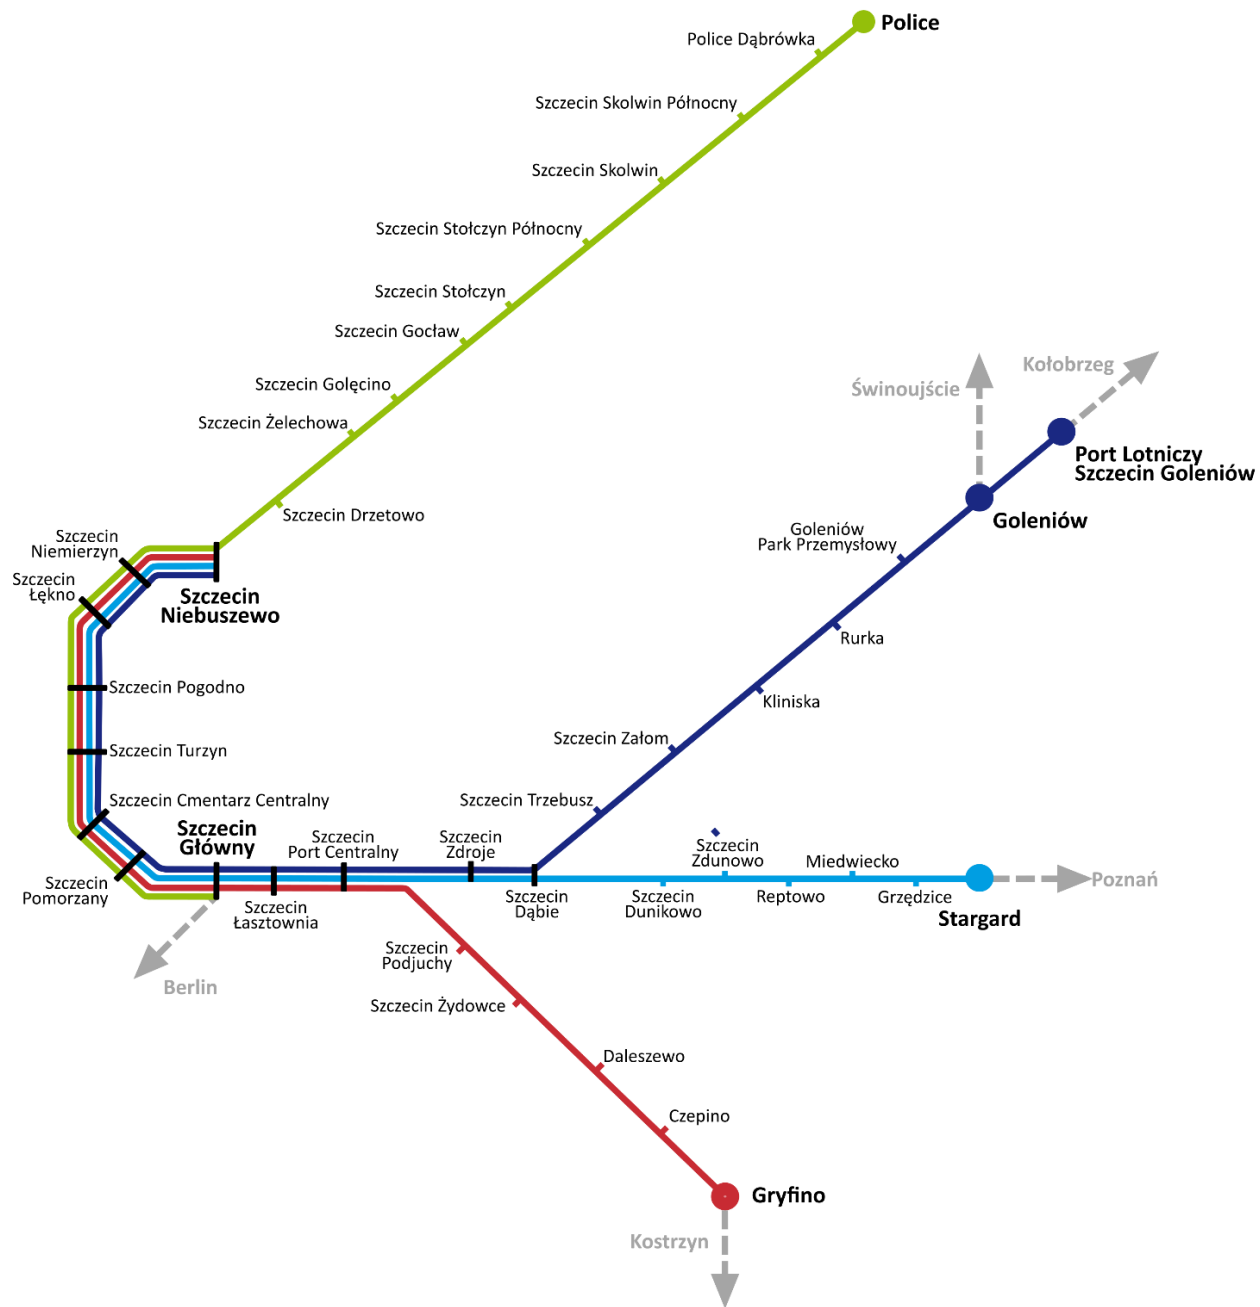 Police
Police Dąbrówka
Szczecin Skolwin Północny
Szczecin Skolwin
Szczecin Stołczyn Północny
Szczecin Stołczyn
Szczecin Gocław
Szczecin Golęcino
Szczecin Żelechowa
Szczecin Drzetowo
Kołobrzeg
Świnoujście
Port Lotniczy
Szczecin Goleniów
Goleniów
Goleniów
Park Przemysłowy
Rurka
Kliniska
Szczecin Załom
Szczecin Trzebusz
Szczecin
Niemierzyn
Szczecin
Łękno
Szczecin
Niebuszewo
Szczecin Pogodno
Szczecin Turzyn
Szczecin Cmentarz Centralny
Szczecin
Pomorzany
Szczecin
Główny
Szczecin
Łasztownia
Szczecin
Port Centralny
Szczecin
Zdroje
Szczecin
Dąbie
Szczecin
Dunikowo
Szczecin
Zdunowo
Reptowo
Miedwiecko
Grzędzice
Stargard
Poznań
Berlin
Szczecin
Podjuchy
Szczecin Żydowce
Daleszewo
Czepino
Gryfino
Kostrzyn